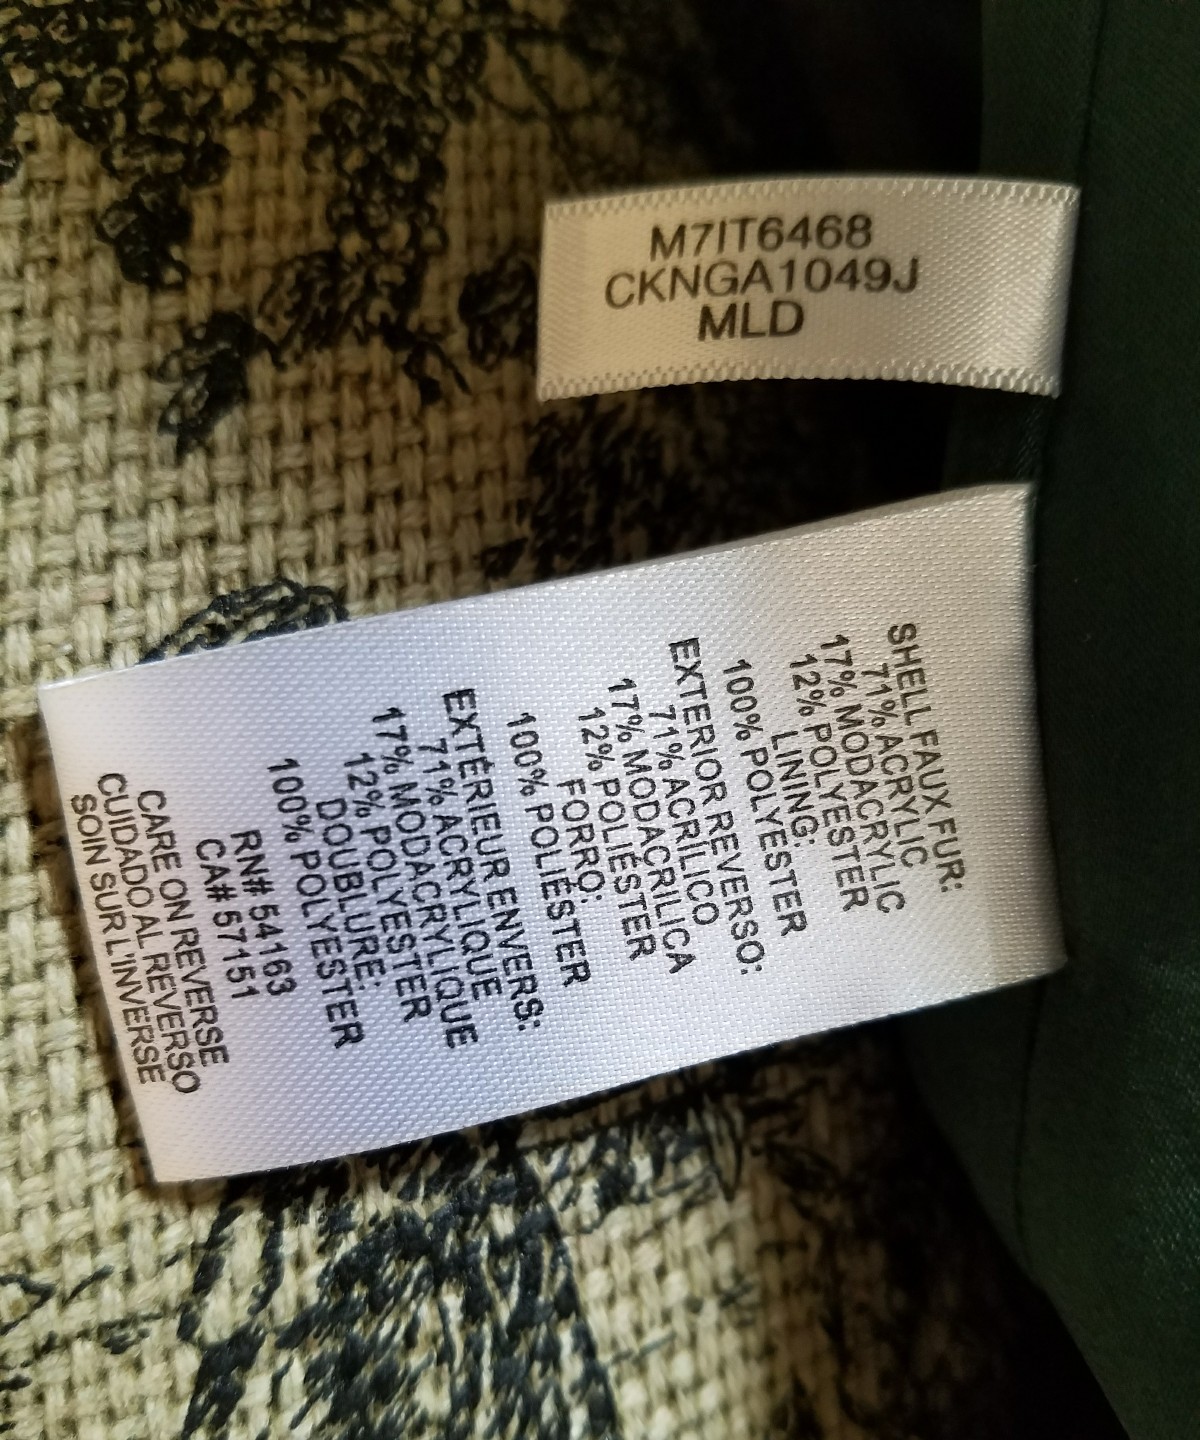 M7IT6468
CKNGA1049J
MLD
SHELL FAUX FUR:
71% ACRYLIC
17% MODACRYLIC
12% POLYESTER
LINING:
100% POLYESTER
EXTERIOR REVERSO:
71% ACRILICO
17% MODACRILICA
12% POLIÉSTER
FORRO:
100% POLIÉSTER
EXTÉRIEUR ENVERS:
71% ACRYLIQUE
17% MODACRYLIQUE
12% POLYESTER
DOUBLURE:
100% POLYESTER
RN# 54163
CA# 57151
CARE ON REVERSE
CUIDADO AL REVERSO
SOIN SUR L'INVERSE